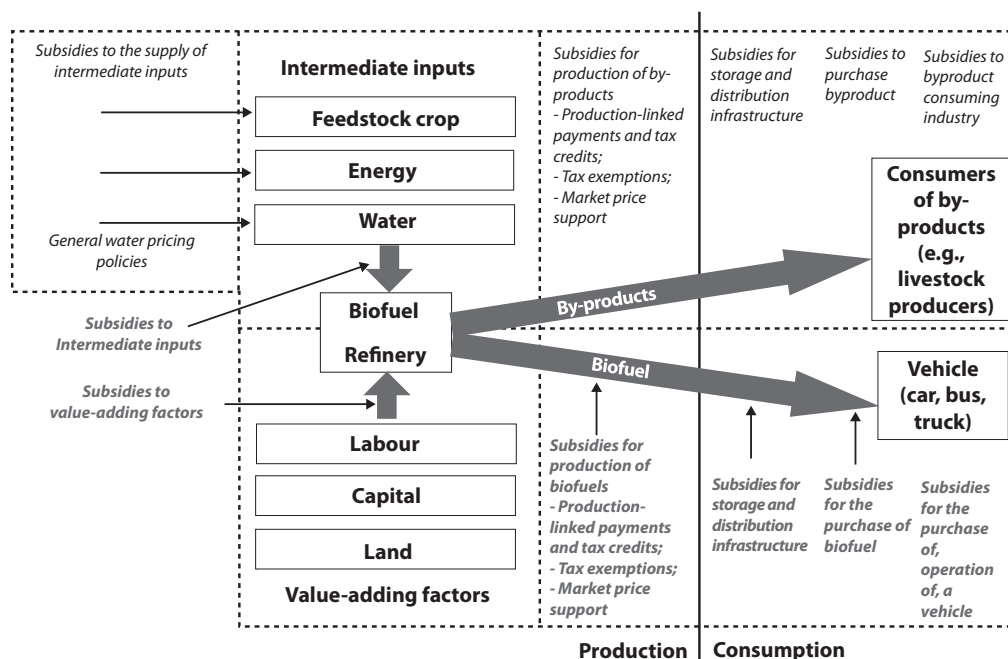 Subsidies to the supply of
intermediate inputs
General water pricing
policies
Subsidies to
Intermediate inputs
Subsidies to
value-adding factors
Intermediate inputs
Feedstock crop
Energy
Water
Biofuel
Refinery
Labour
Capital
Land
Value-adding factors
Subsidies for
production of by-
products
- Production-linked
payments and tax
credits;
- Tax exemptions;
- Market price
support
By-products
Biofuel
Subsidies for
production of
biofuels
- Production-
linked payments
and tax credits;
- Tax exemptions;
- Market price
support
Subsidies for
storage and
distribution
infrastructure
Subsidies to
purchase
byproduct
Subsidies to
byproduct
consuming
industry
Consumers
of by-
products
(e.g.,
livestock
producers)
Vehicle
(car, bus,
truck)
Subsidies for
storage and
distribution
infrastructure
Subsidies
for the
purchase of
biofuel
Subsidies
for the
purchase
of,
operation
of, a
vehicle
Production
Consumption